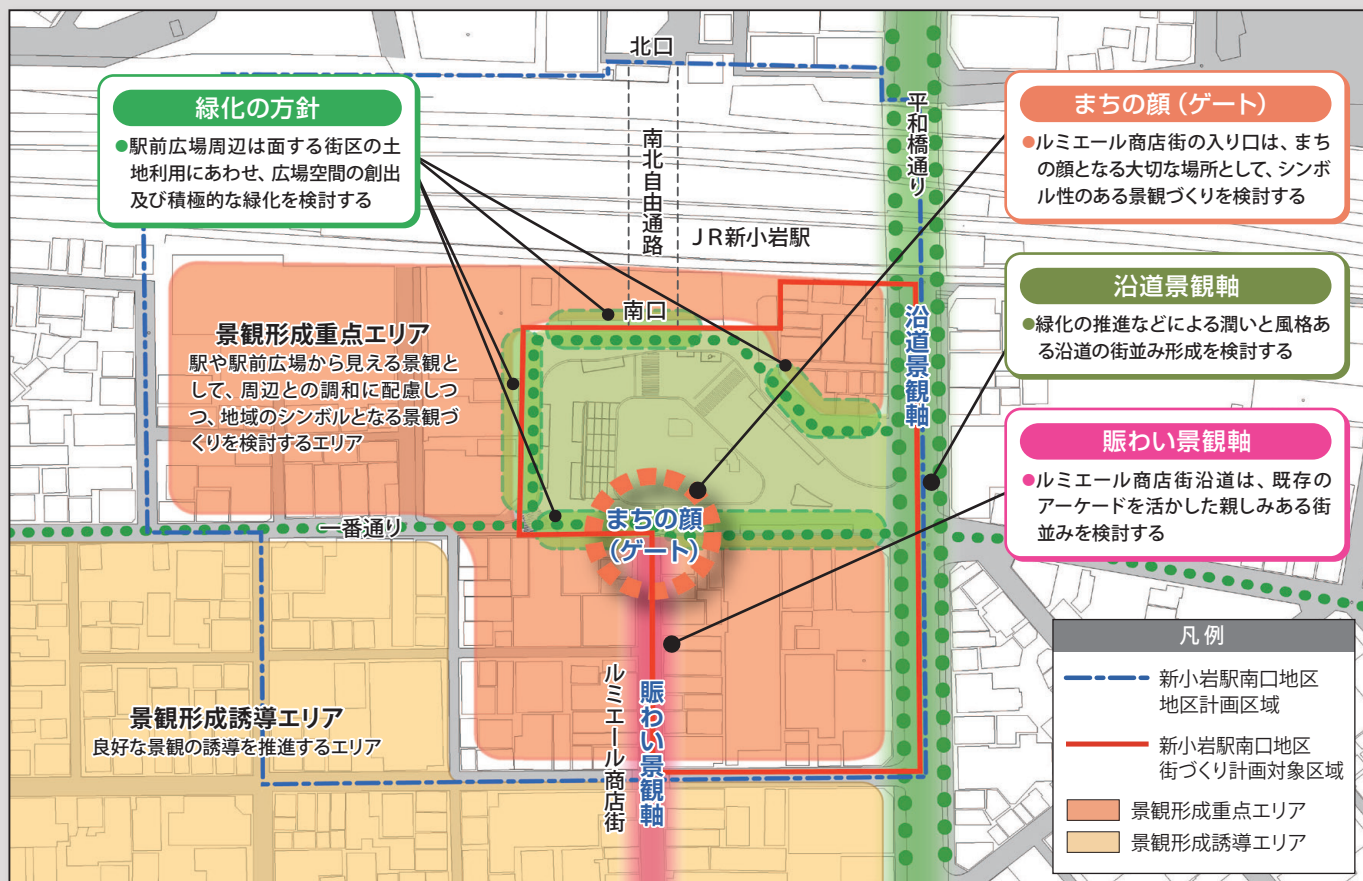 北口
緑化の方針
●駅前広場周辺は面する街区の土
地利用にあわせ、広場空間の創出
及び積極的な緑化を検討する
南北自由通路
JR新小岩駅
平和橋通り
まちの顔（ゲート）
●ルミエール商店街の入り口は、まち
の顔となる大切な場所として、シンボ
ル性のある景観づくりを検討する
沿道景観軸
●緑化の推進などによる潤いと風格あ
る沿道の街並み形成を検討する
賑わい景観軸
●ルミエール商店街沿道は、既存の
アーケードを活かした親しみある街
並みを検討する
南口
景観形成重点エリア
駅や駅前広場から見える景観と
して、周辺との調和に配慮しつ
つ、地域のシンボルとなる景観づ
くりを検討するエリア
沿道景観軸
一番通り
まちの顔
（ゲート）
景観形成誘導エリア
良好な景観の誘導を推進するエリア
ルミエール商店街
賑わい景観軸
凡例
新小岩駅南口地区
地区計画区域
新小岩駅南口地区
街づくり計画対象区域
景観形成重点エリア
景観形成誘導エリア